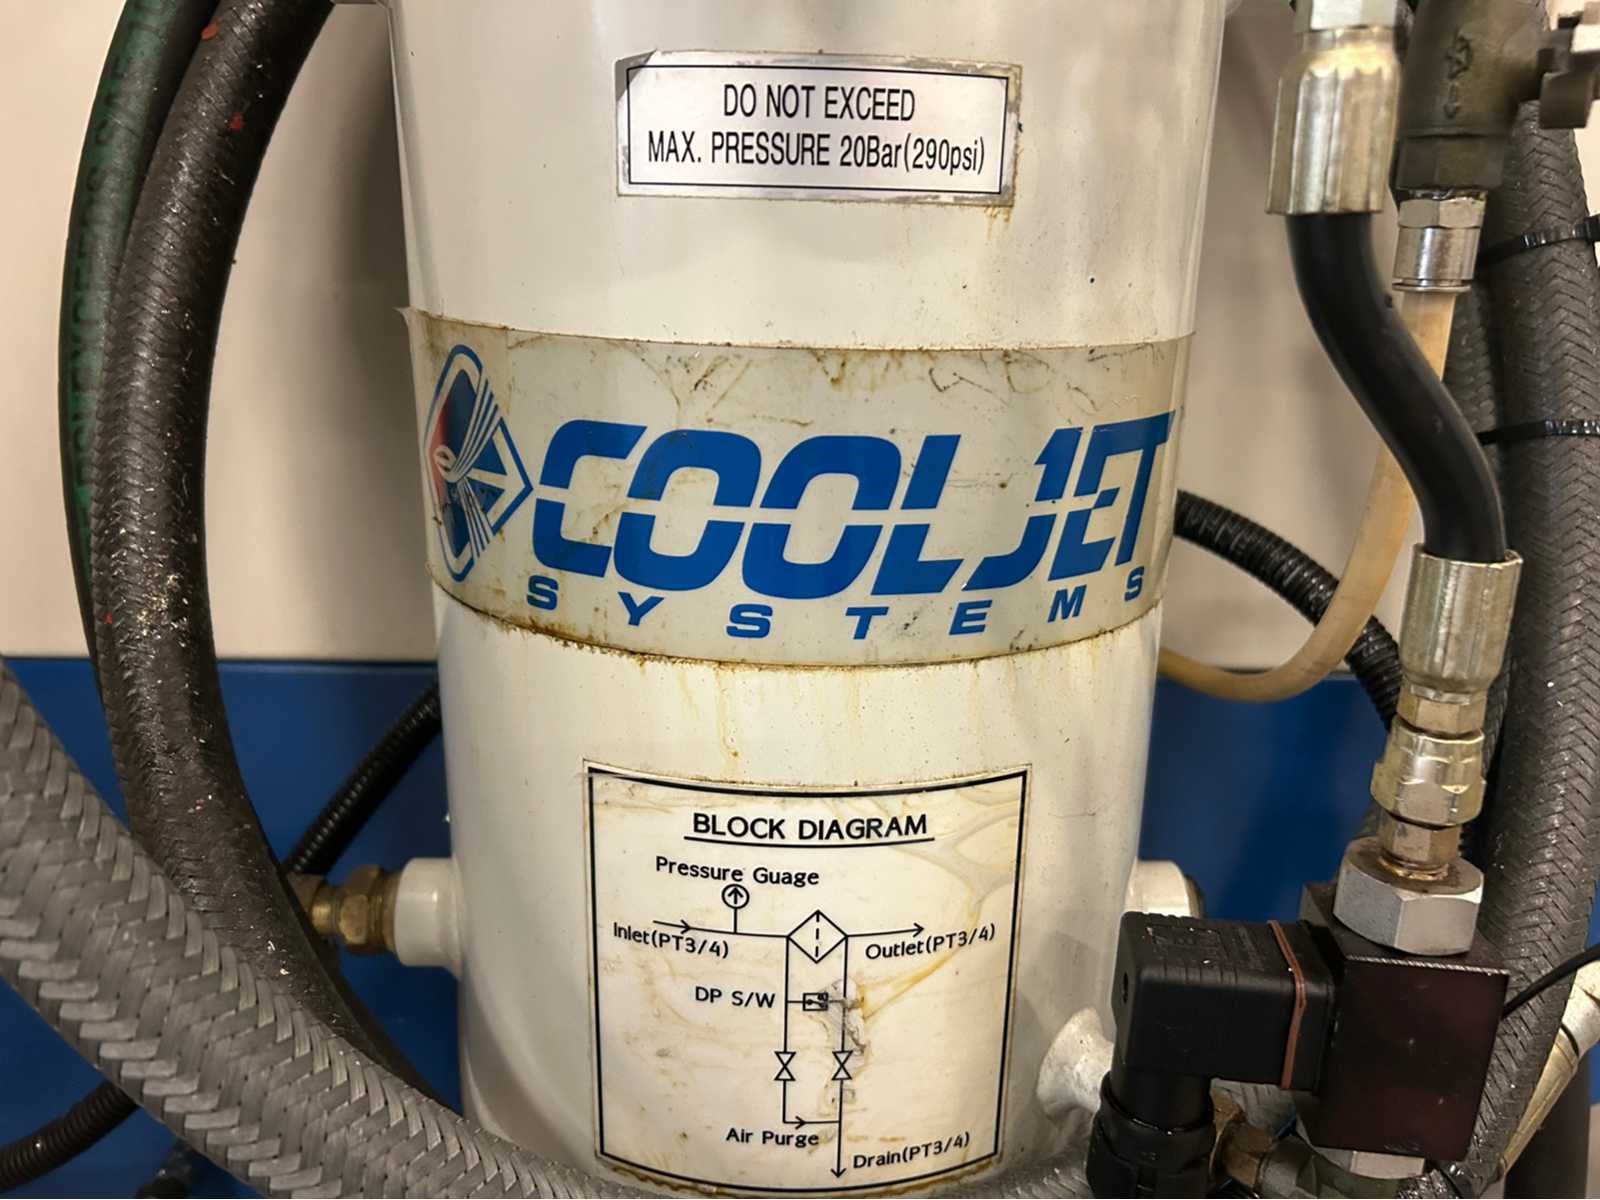 DO NOT EXCEED
MAX. PRESSURE 20Bar(290psi)
COOLJET
SYSTEMS
BLOCK DIAGRAM
Pressure Guage
Inlet(PT3/4)
Outlet(PT3/4)
DP S/W
Air Purge
Drain(PT3/4)